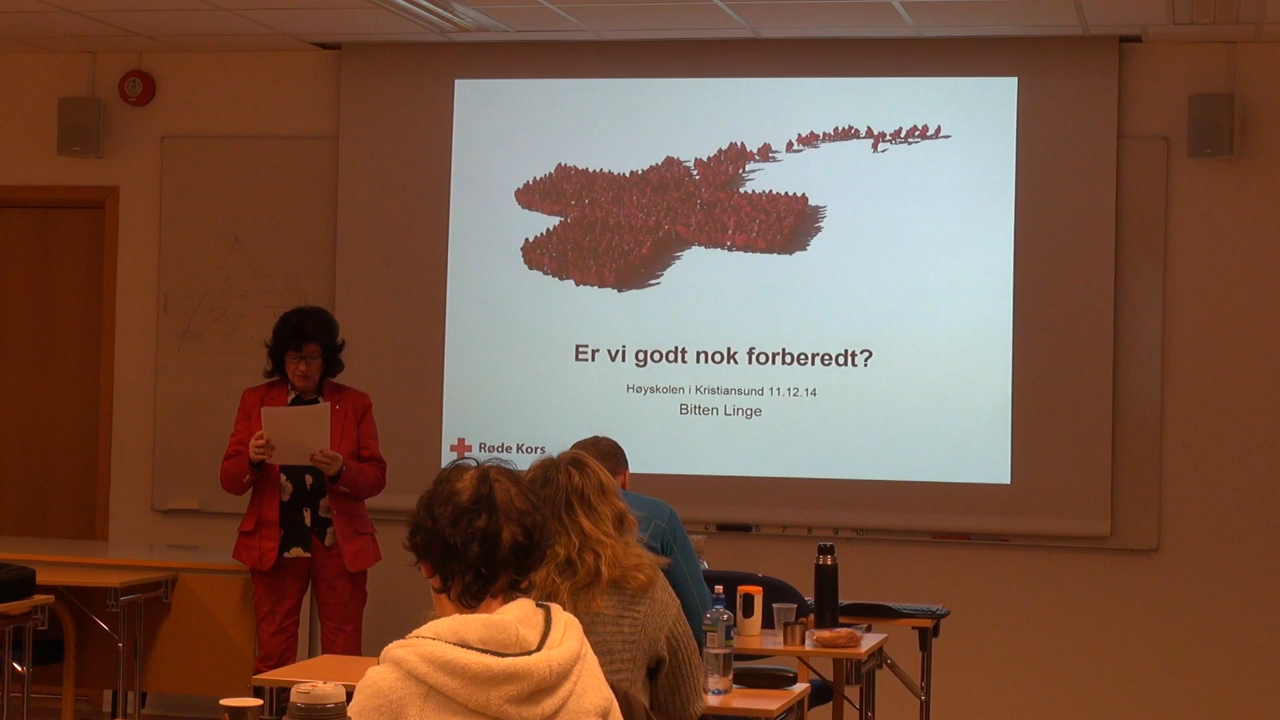 Er vi godt nok forberedt?
Høyskolen i Kristiansund 11.12.14
Bitten Linge
Røde Kors